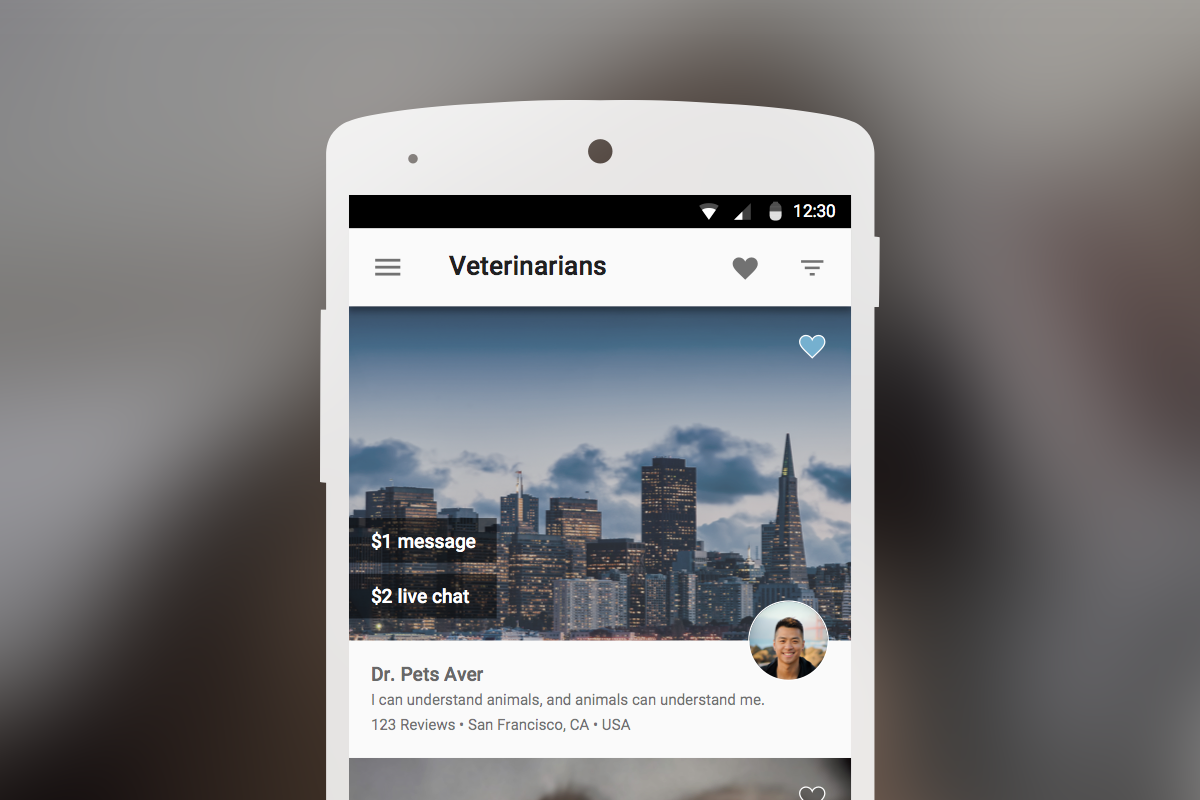 12:30
Veterinarians
$1 message
$2 live chat
Dr. Pets Aver
I can understand animals, and animals can understand me.
123 Reviews • San Francisco, CA • USA